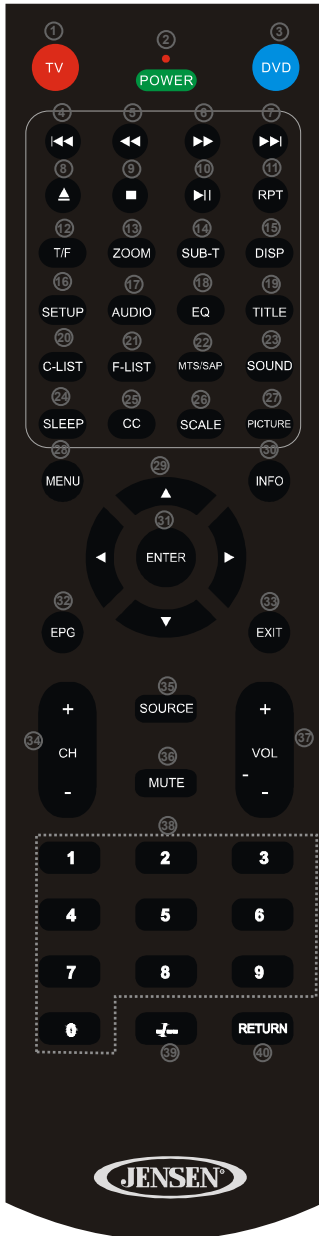 1 2 3
TV POWER DVD
4 5 6 7
8 9 10 11
RPT
12 13 14 15
T/F ZOOM SUB-T DISP
16 17 18 19
SETUP AUDIO EQ TITLE
20 21 22 23
C-LIST F-LIST MTS/SAP SOUND
24 25 26 27
SLEEP CC SCALE PICTURE
28 29 30
MENU INFO
31
ENTER
32 33
EPG EXIT
35
+ SOURCE +
34 CH VOL 37
36
- MUTE - -
38
1 2 3
4 5 6
7 8 9
0 -/-- RETURN
39 40
JENSEN®